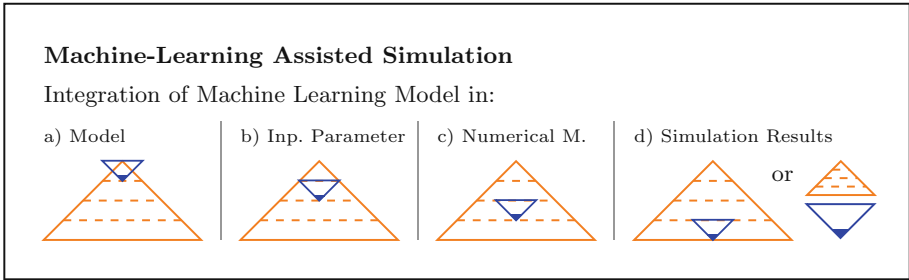 Machine-Learning Assisted Simulation
Integration of Machine Learning Model in:
a) Model
b) Inp. Parameter
c) Numerical M.
d) Simulation Results
or